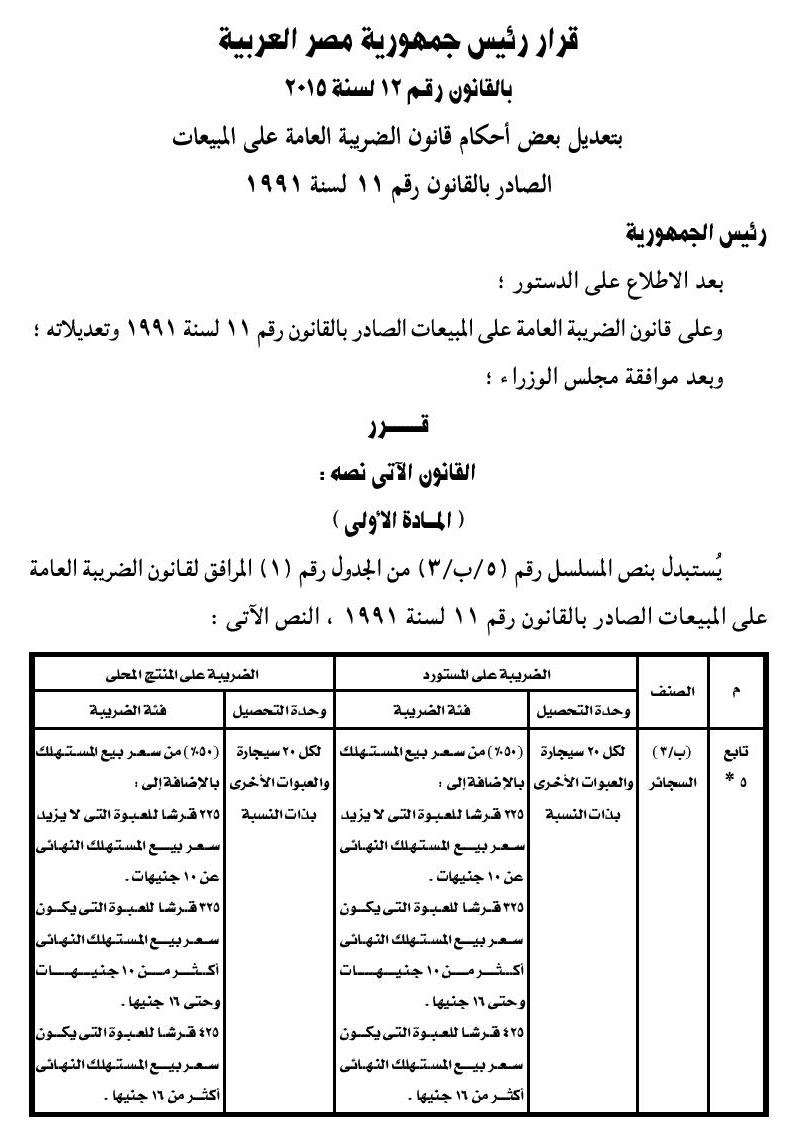 قرار رئيس جمهورية مصر العربية
بالقانون رقم ١٢ لسنة ٢٠١٥
بتعديل بعض أحكام قانون الضريبة العامة على المبيعات
الصادر بالقانون رقم ١١ لسنة ١٩٩١
رئيس الجمهورية
بعد الاطلاع على الدستور ؛
وعلى قانون الضريبة العامة على المبيعات الصادر بالقانون رقم ١١ لسنة ١٩٩١ وتعديلاته ؛
وبعد موافقة مجلس الوزراء ؛
قـــــرر
القانون الآتى نصه :
( المــادة الأولى )
يُستبدل بنص المسلسل رقم (٥/ب/٣) من الجدول رقم (١) المرافق لقانون الضريبة العامة
على المبيعات الصادر بالقانون رقم ١١ لسنة ١٩٩١ ، النص الآتى :
م
الصنف
الضريبة على المستورد
الضريبة على المنتج المحلى
وحدة التحصيل
فئة الضريبة
وحدة التحصيل
فئة الضريبة
تابع
٥ *
(ب/٣)
السجائر
لكل ٢٠ سيجارة
والعبوات الأخرى
بذات النسبة
(٥٠٪) من سعر بيع المستهلك
بالإضافة إلى :
٢٢٥ قرشا للعبوة التى لا يزيد
سعر بيع المستهلك النهائى
عن ١٠ جنيهات .
٣٢٥ قرشا للعبوة التى يكون
سعر بيع المستهلك النهائى
أكثر من ١٠ جنيهات
وحتى ١٦ جنيها .
٤٢٥ قرشا للعبوة التى يكون
سعر بيع المستهلك النهائى
أكثر من ١٦ جنيها .
لكل ٢٠ سيجارة
والعبوات الأخرى
بذات النسبة
(٥٠٪) من سعر بيع المستهلك
بالإضافة إلى :
٢٢٥ قرشا للعبوة التى لا يزيد
سعر بيع المستهلك النهائى
عن ١٠ جنيهات .
٣٢٥ قرشا للعبوة التى يكون
سعر بيع المستهلك النهائى
أكثر من ١٠ جنيهات
وحتى ١٦ جنيها .
٤٢٥ قرشا للعبوة التى يكون
سعر بيع المستهلك النهائى
أكثر من ١٦ جنيها .